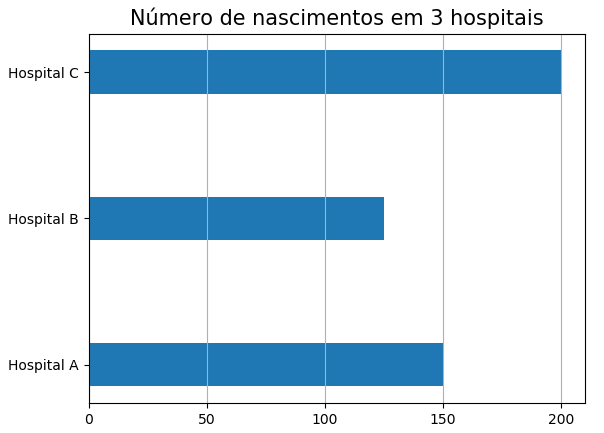 Número de nascimentos em 3 hospitais
Hospital C
Hospital B
Hospital A
0 50 100 150 200